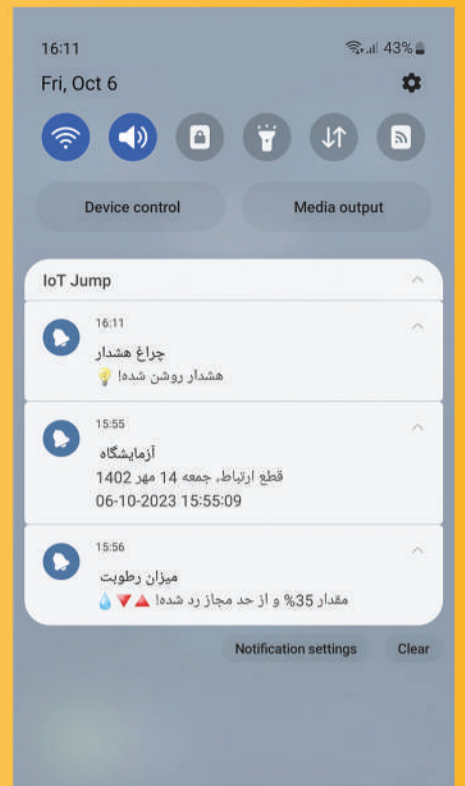 16:11
43%
Fri, Oct 6
Device control
Media output
IoT Jump
16:11
چراغ هشدار
هشدار روشن شده! 💡
15:55
آزمایشگاه
قطع ارتباط، جمعه 14 مهر 1402
06-10-2023 15:55:09
15:56
میزان رطوبت
مقدار 35% و از حد مجاز رد شده! 🔺🔻💧
Notification settings
Clear